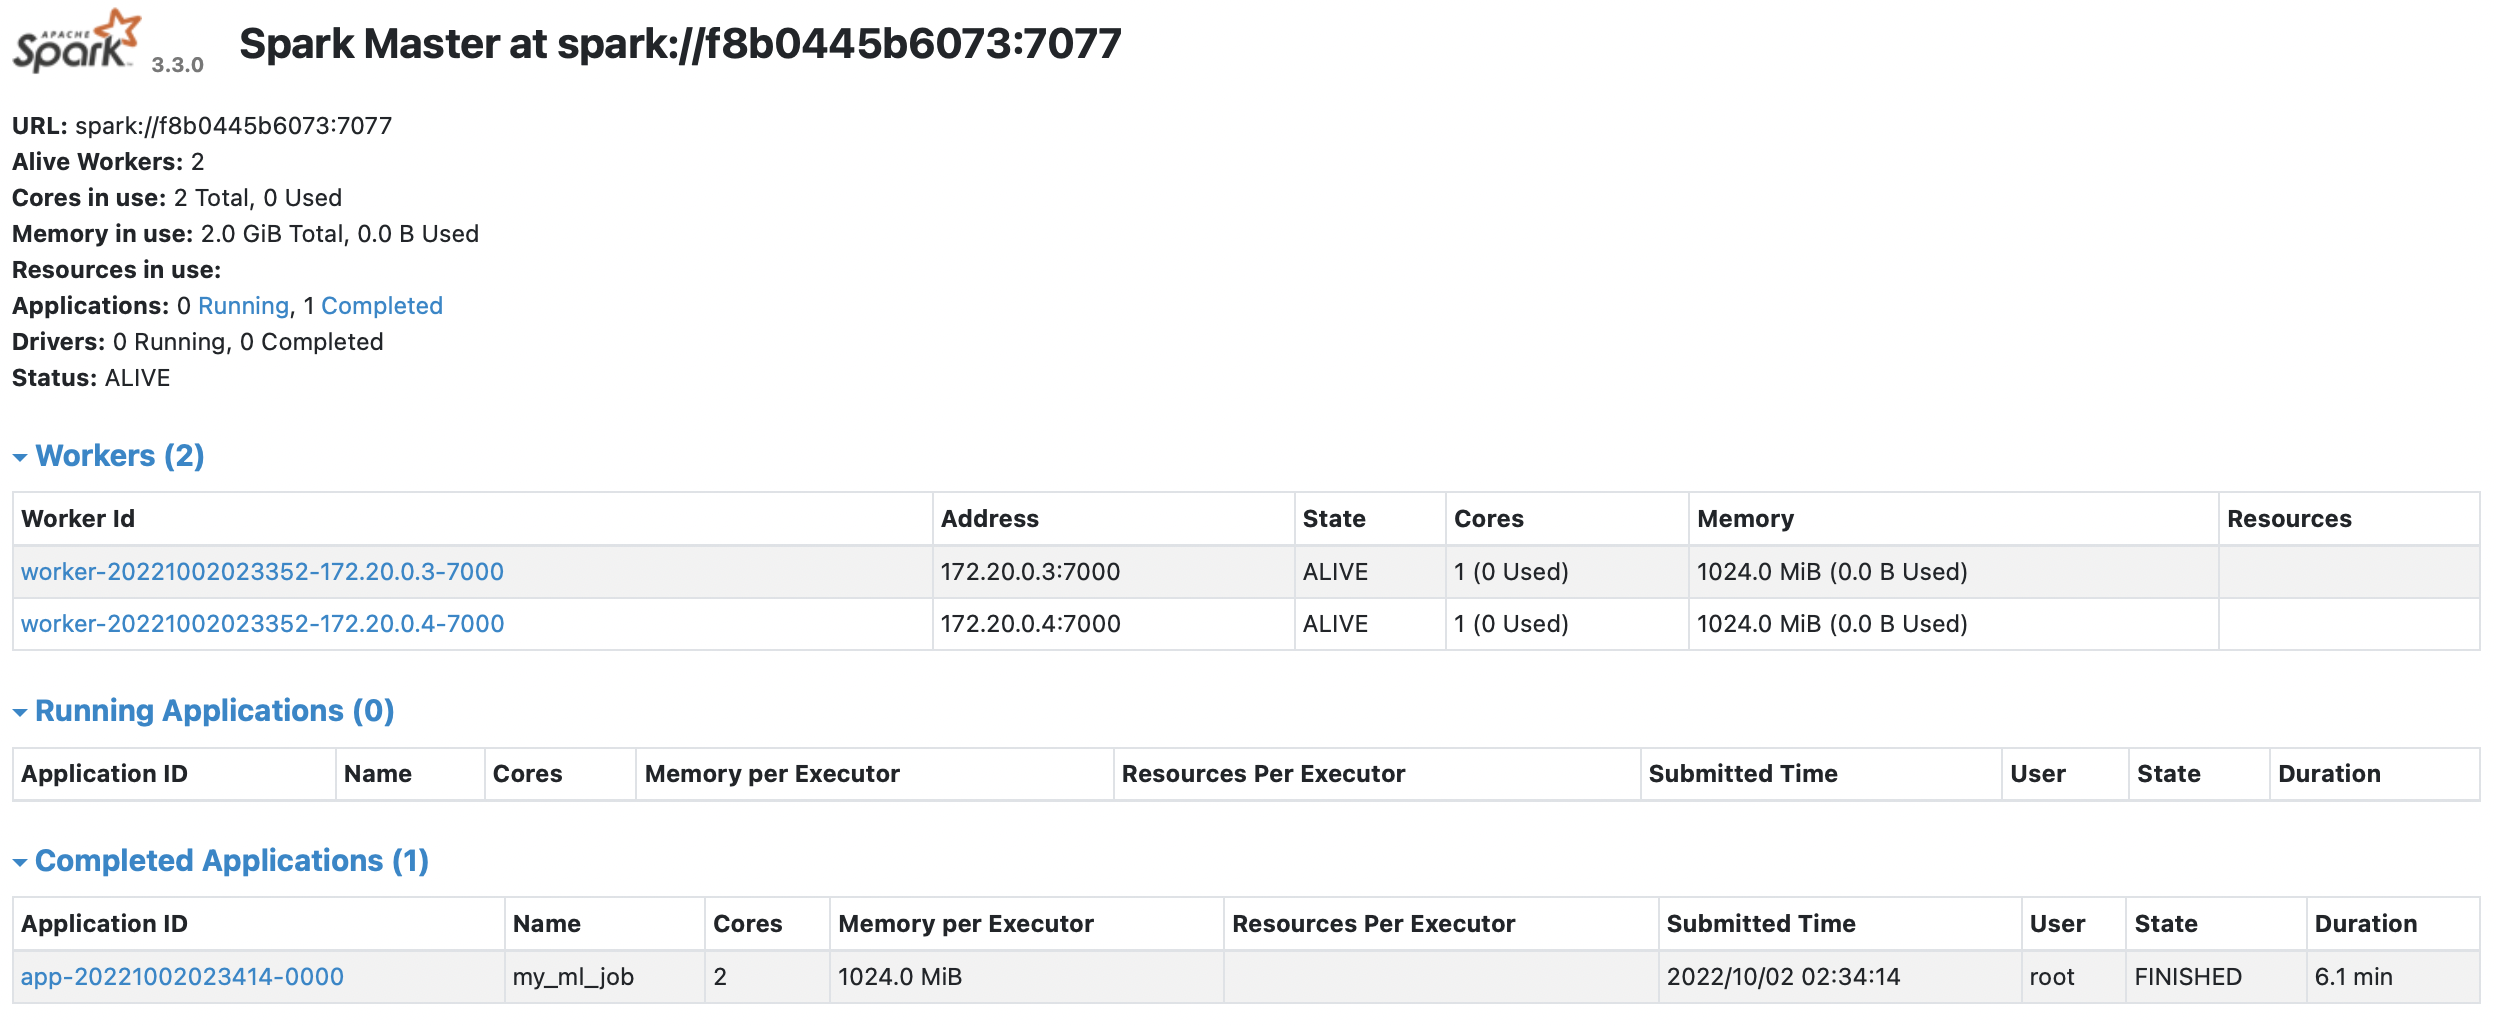 APACHE
Spark 3.3.0 Spark Master at spark://f8b0445b6073:7077
URL: spark://f8b0445b6073:7077
Alive Workers: 2
Cores in use: 2 Total, 0 Used
Memory in use: 2.0 GiB Total, 0.0 B Used
Resources in use:
Applications: 0 Running, 1 Completed
Drivers: 0 Running, 0 Completed
Status: ALIVE
Workers (2)
Worker Id Address State Cores Memory Resources
worker-20221002023352-172.20.0.3-7000 172.20.0.3:7000 ALIVE 1 (0 Used) 1024.0 MiB (0.0 B Used)
worker-20221002023352-172.20.0.4-7000 172.20.0.4:7000 ALIVE 1 (0 Used) 1024.0 MiB (0.0 B Used)
Running Applications (0)
Application ID Name Cores Memory per Executor Resources Per Executor Submitted Time User State Duration
Completed Applications (1)
Application ID Name Cores Memory per Executor Resources Per Executor Submitted Time User State Duration
app-20221002023414-0000 my_ml_job 2 1024.0 MiB 2022/10/02 02:34:14 root FINISHED 6.1 min